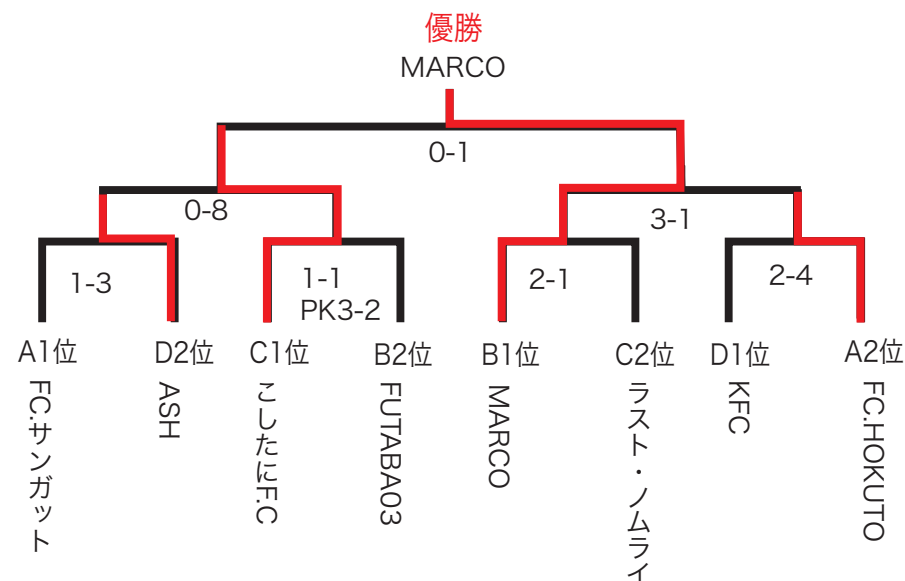 優勝
MARCO
0-1
0-8
3-1
1-3
1-1
PK3-2
2-1
2-4
A1位
D2位
C1位
B2位
B1位
C2位
D1位
A2位
FC.サンガット
ASH
こしたにF.C
FUTABA03
MARCO
ラスト・ノムライ
KFC
FC.HOKUTO